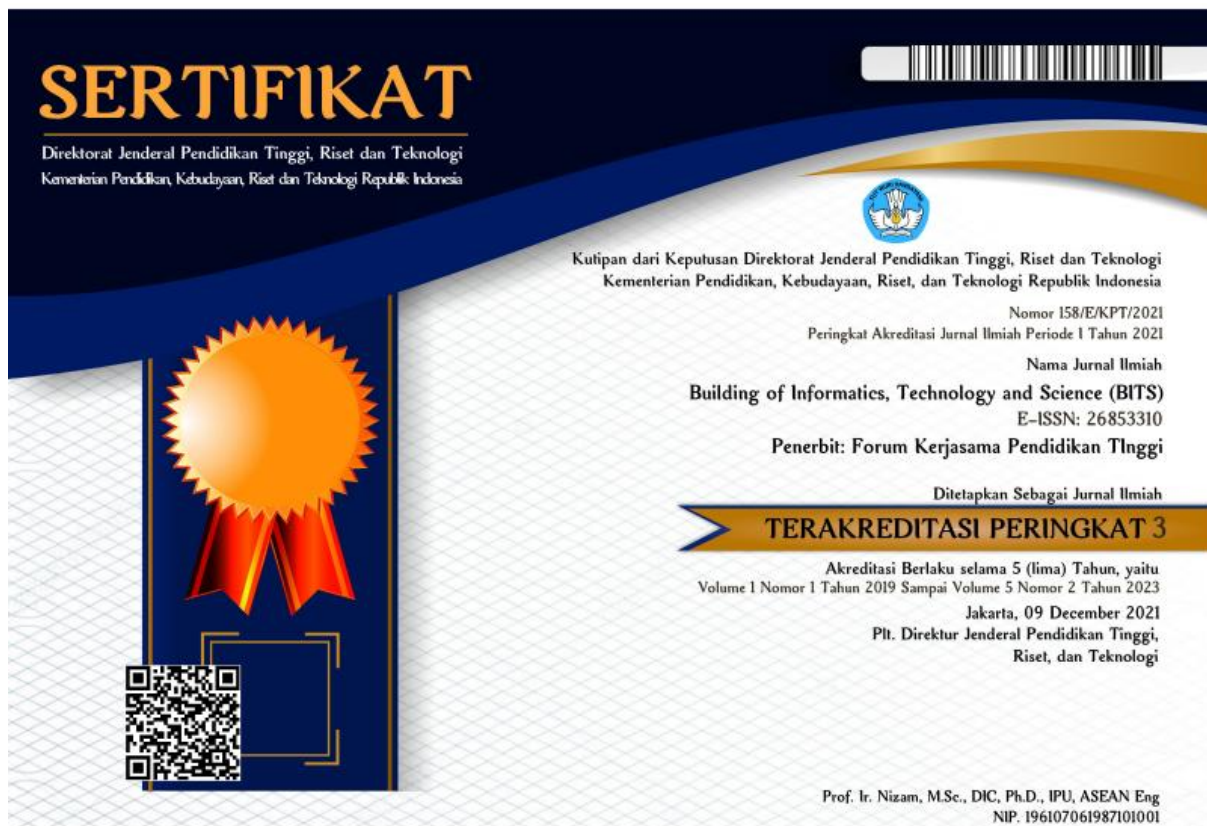 SERTIFIKAT
Direktorat Jenderal Pendidikan Tinggi, Riset dan Teknologi
Kementerian Pendidikan, Kebudayaan, Riset dan Teknologi Republik Indonesia
Kutipan dari Keputusan Direktorat Jenderal Pendidikan Tinggi, Riset dan Teknologi
Kementerian Pendidikan, Kebudayaan, Riset, dan Teknologi Republik Indonesia
Nomor 158/E/KPT/2021
Peringkat Akreditasi Jurnal Ilmiah Periode 1 Tahun 2021
Nama Jurnal Ilmiah
Building of Informatics, Technology and Science (BITS)
E-ISSN: 26853310
Penerbit: Forum Kerjasama Pendidikan TInggi
Ditetapkan Sebagai Jurnal Ilmiah
TERAKREDITASI PERINGKAT 3
Akreditasi Berlaku selama 5 (lima) Tahun, yaitu
Volume 1 Nomor 1 Tahun 2019 Sampai Volume 5 Nomor 2 Tahun 2023
Jakarta, 09 December 2021
Plt. Direktur Jenderal Pendidikan Tinggi,
Riset, dan Teknologi
Prof. Ir. Nizam, M.Sc., DIC, Ph.D., IPU, ASEAN Eng
NIP. 196107061987101001